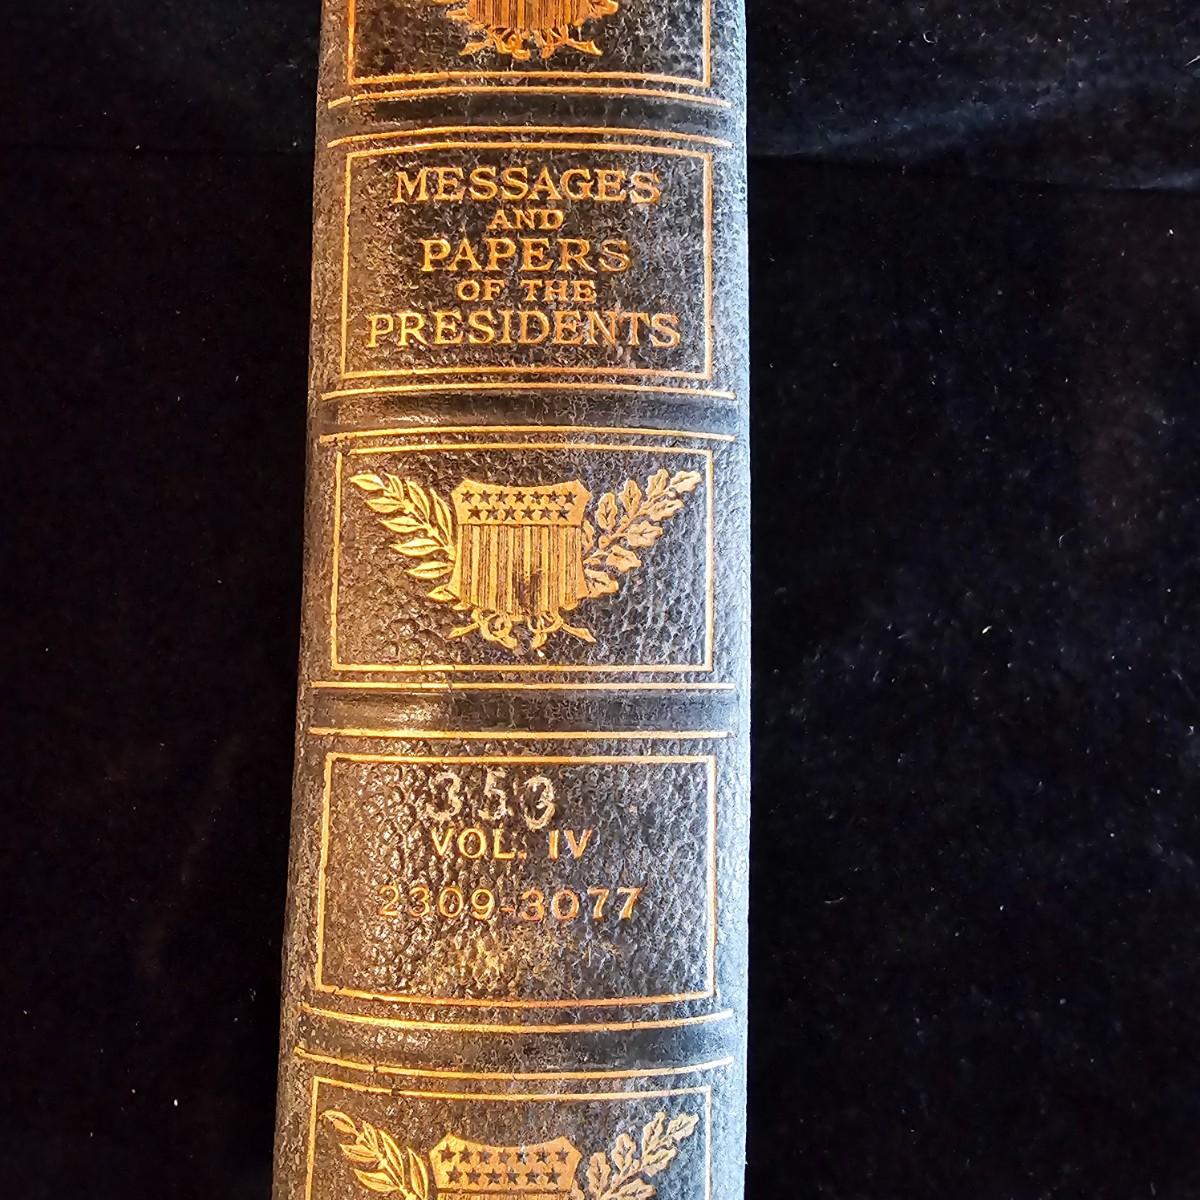 MESSAGES
AND
PAPERS
OF THE
PRESIDENTS
353
VOL. IV
2309-3077